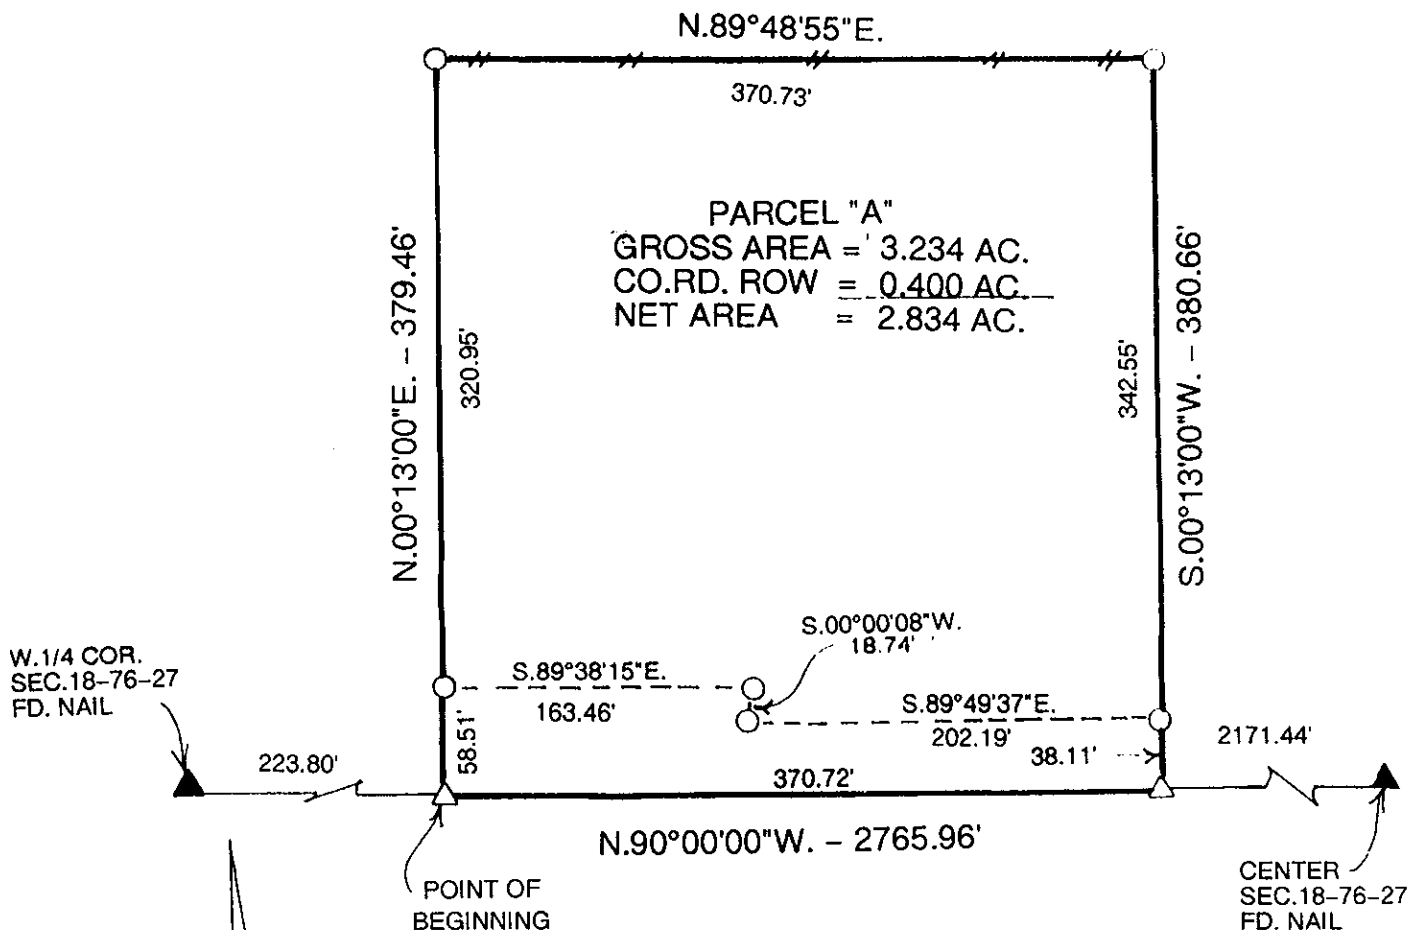 N.89°48'55"E.
370.73'
PARCEL "A"
GROSS AREA = 3.234 AC.
CO.RD. ROW = 0.400 AC.
NET AREA = 2.834 AC.
N.00°13'00"E. – 379.46'
320.95'
342.55'
S.00°13'00"W. – 380.66'
S.00°00'08"W.
18.74'
W.1/4 COR.
SEC.18–76–27
FD. NAIL
S.89°38'15"E.
163.46'
S.89°49'37"E.
202.19'
58.51'
38.11'
223.80'
2171.44'
370.72'
N.90°00'00"W. – 2765.96'
POINT OF
BEGINNING
CENTER
SEC.18–76–27
FD. NAIL